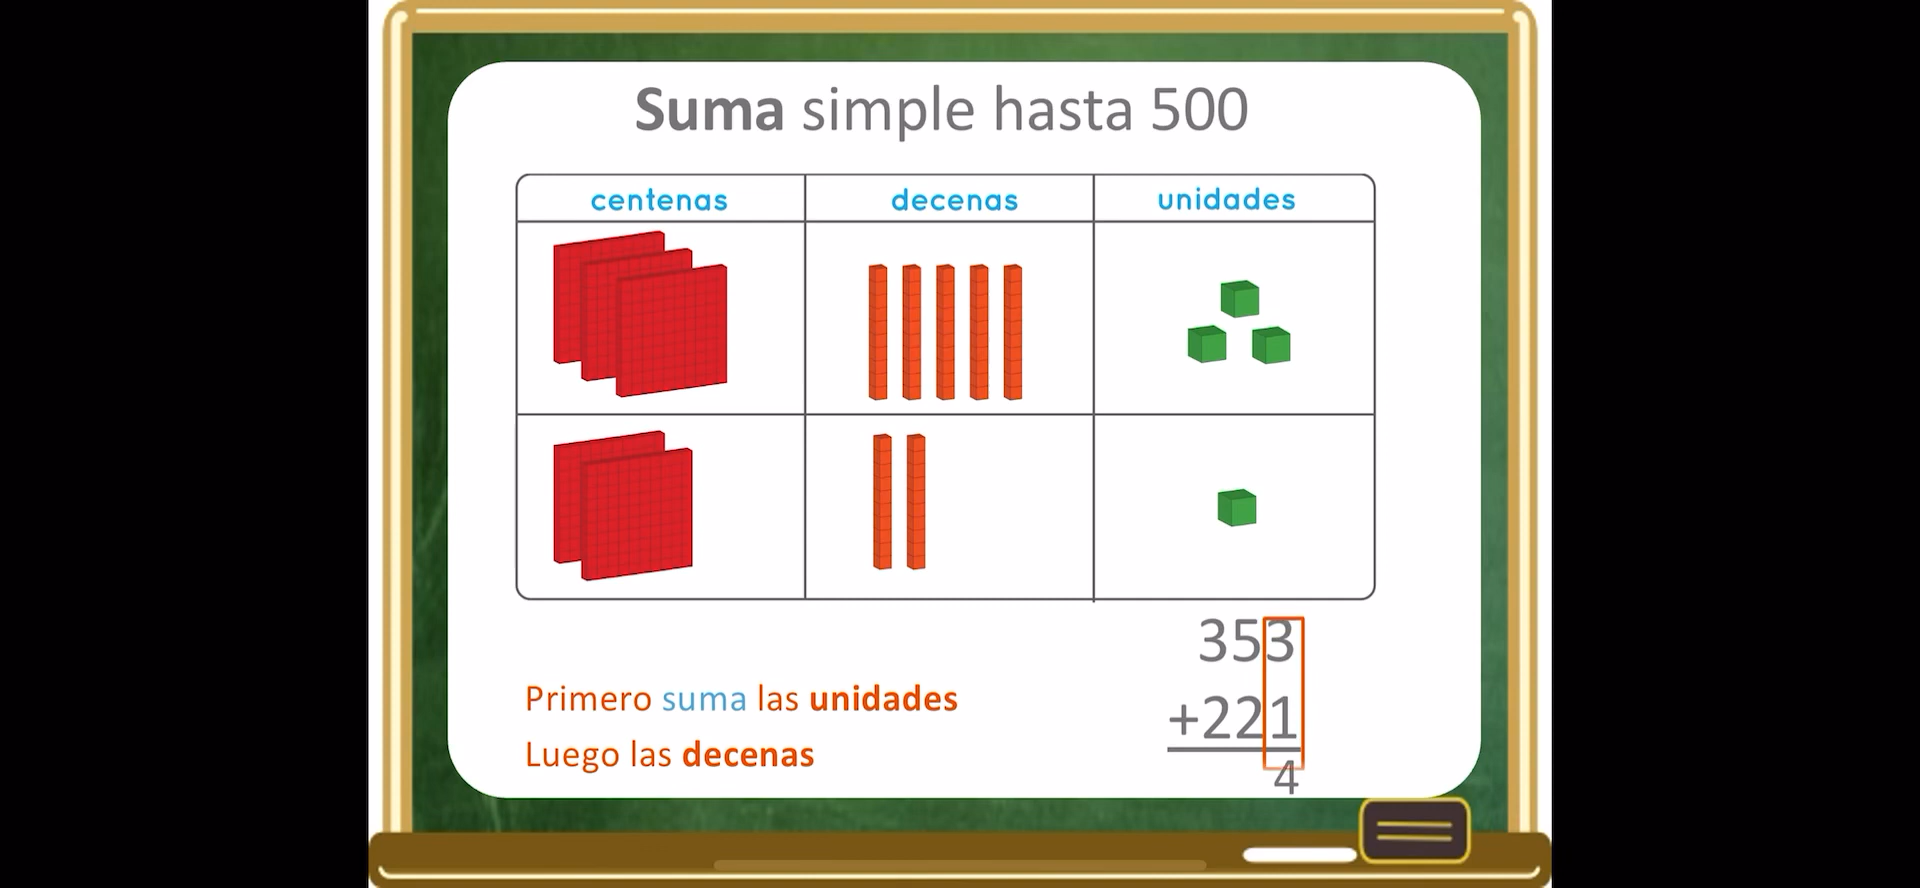 Suma simple hasta 500
centenas decenas unidades
353
+221
4
Primero suma las unidades
Luego las decenas